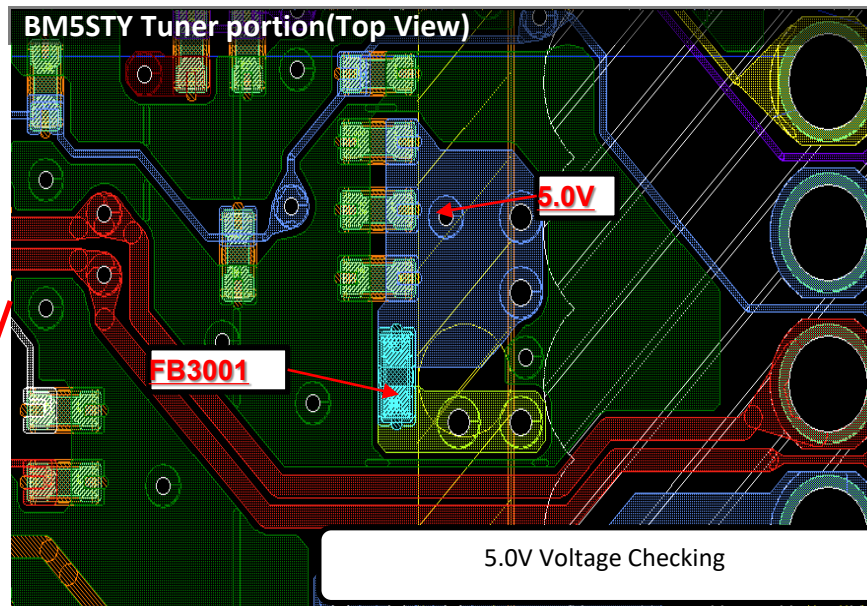 BM5STY Tuner portion(Top View)
5.0V
FB3001
5.0V Voltage Checking